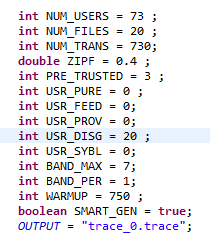 int NUM_USERS = 73 ;
int NUM_FILES = 20 ;
int NUM_TRANS = 730;
double ZIPF = 0.4 ;
int PRE_TRUSTED = 3 ;
int USR_PURE = 0 ;
int USR_FEED = 0;
int USR_PROV = 0;
int USR_DISG = 20 ;
int USR_SYBL = 0;
int BAND_MAX = 7;
int BAND_PER = 1;
int WARMUP = 750 ;
boolean SMART_GEN = true;
OUTPUT = "trace_0.trace";